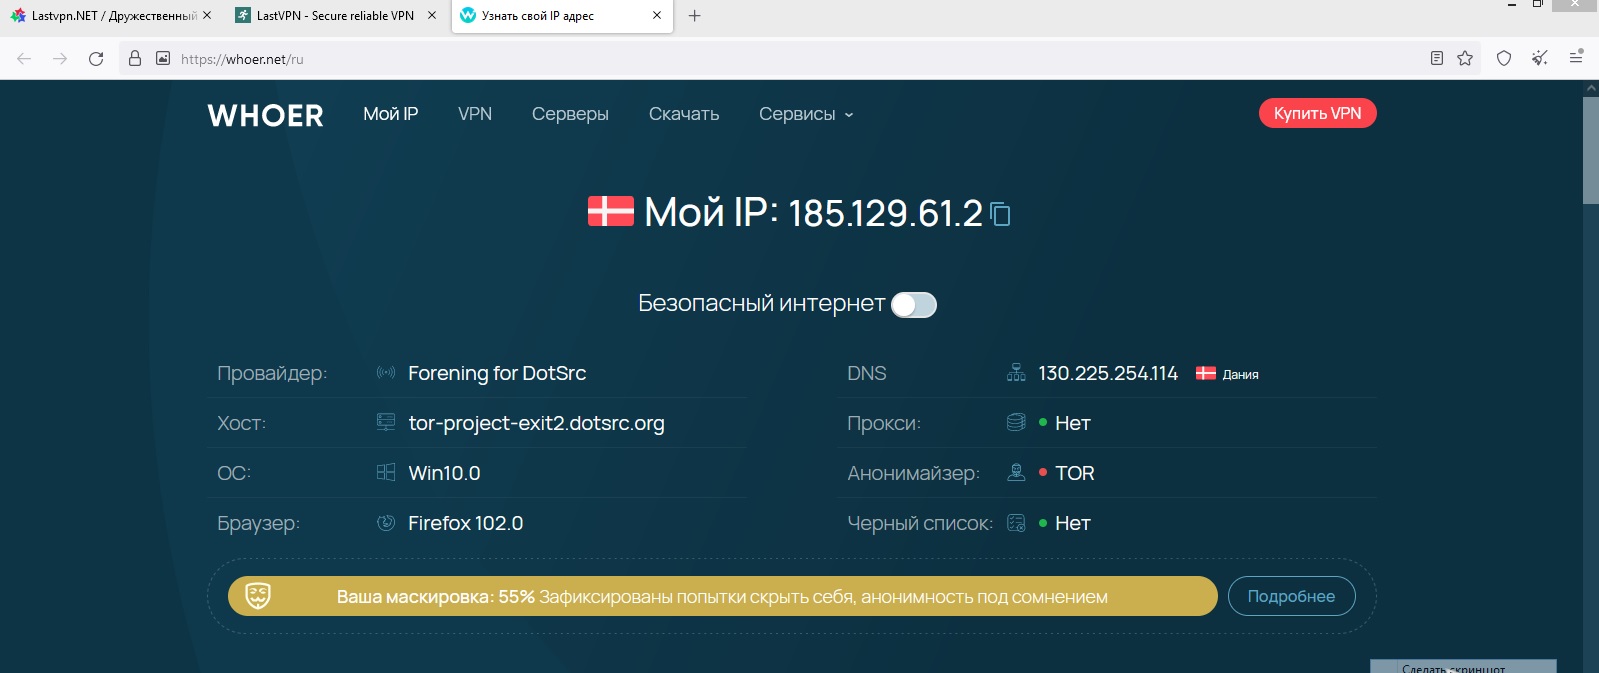 Lastvpn.NET / Дружественный
LastVPN - Secure reliable VPN
Узнать свой IP адрес
https://whoer.net/ru
WHOER
Мой IP
VPN
Серверы
Скачать
Сервисы
Купить VPN
Мой IP: 185.129.61.2
Безопасный интернет
Провайдер: Forening for DotSrc
DNS 130.225.254.114 Дания
Хост: tor-project-exit2.dotsrc.org
Прокси: Нет
ОС: Win10.0
Анонимайзер: TOR
Браузер: Firefox 102.0
Черный список: Нет
Ваша маскировка: 55% Зафиксированы попытки скрыть себя, анонимность под сомнением
Подробнее
Сделать скриншот